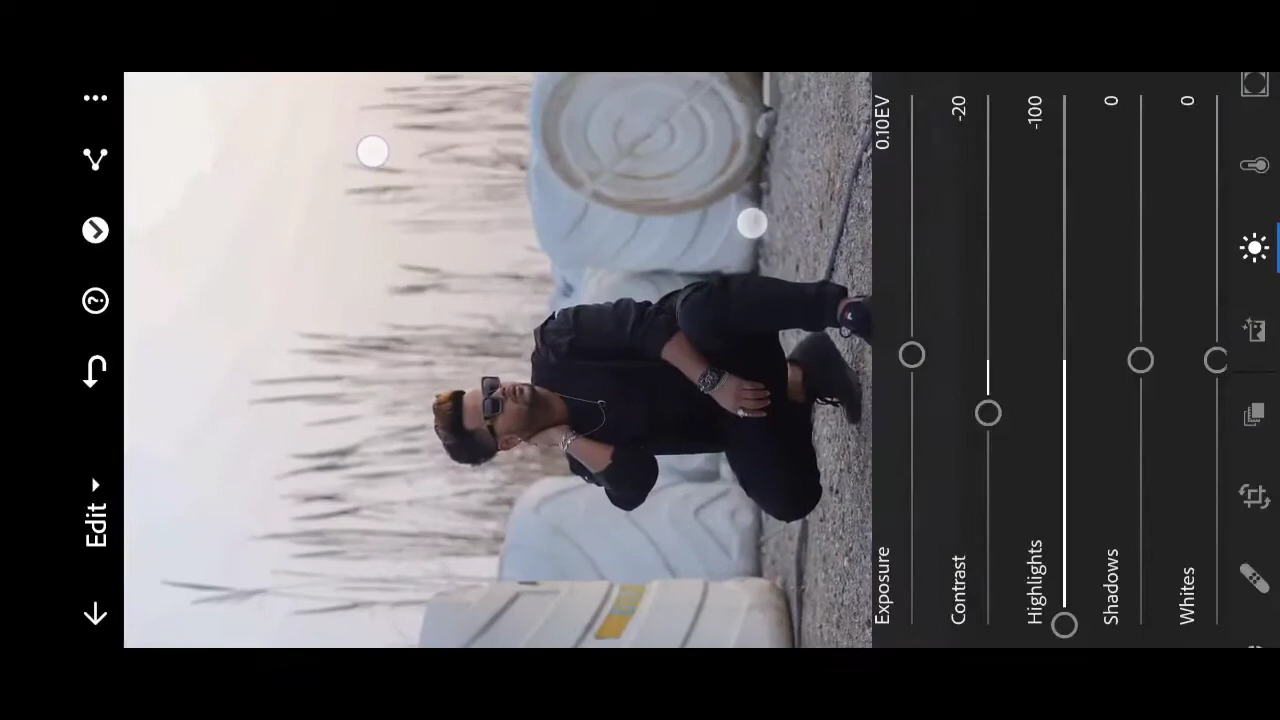 Edit
Exposure 0.10EV
Contrast -20
Highlights -100
Shadows 0
Whites 0